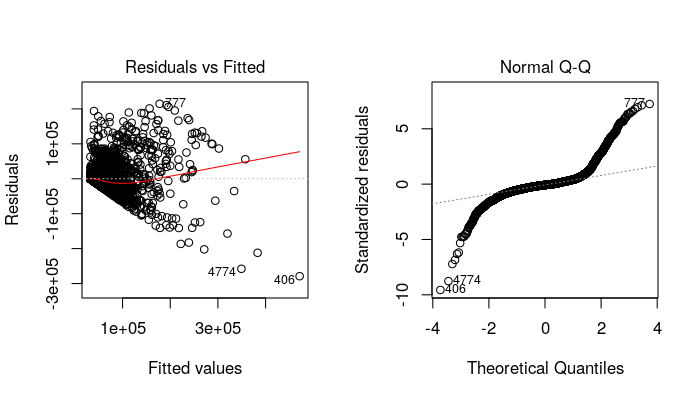 Residuals vs Fitted
Residuals
1e+05
-1e+05
-3e+05
777
4774
406
1e+05
3e+05
Fitted values
Normal Q-Q
Standardized residuals
5
0
-5
-10
777
4774
406
-4
-2
0
2
4
Theoretical Quantiles